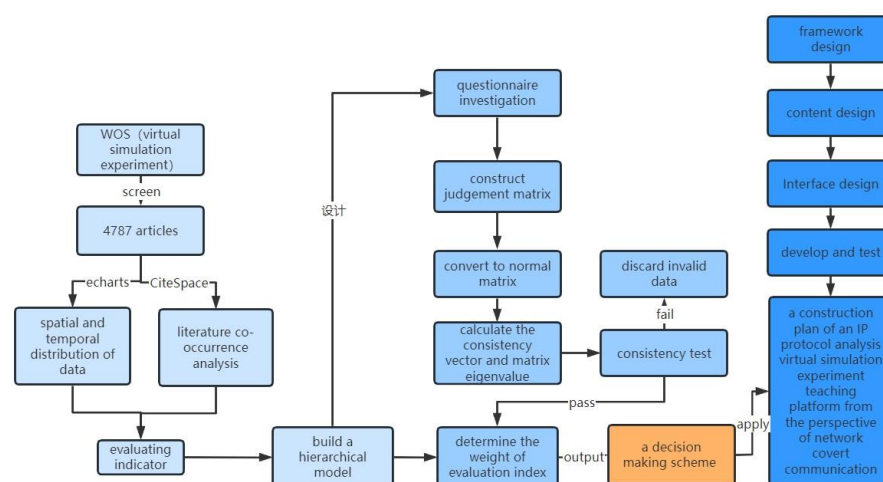 WOS（virtual
simulation
experiment）
screen
4787 articles
echarts
CiteSpace
spatial and
temporal
distribution of
data
literature co-
occurrence
analysis
evaluating
indicator
build a
hierarchical
model
设计
questionnaire
investigation
construct
judgement matrix
convert to normal
matrix
calculate the
consistency
vector and matrix
eigenvalue
discard invalid
data
fail
consistency test
pass
determine the
weight of
evaluation index
output
a decision
making scheme
apply
framework
design
content design
Interface design
develop and test
a construction
plan of an IP
protocol analysis
virtual simulation
experiment
teaching
platform from
the perspective
of network
covert
communication